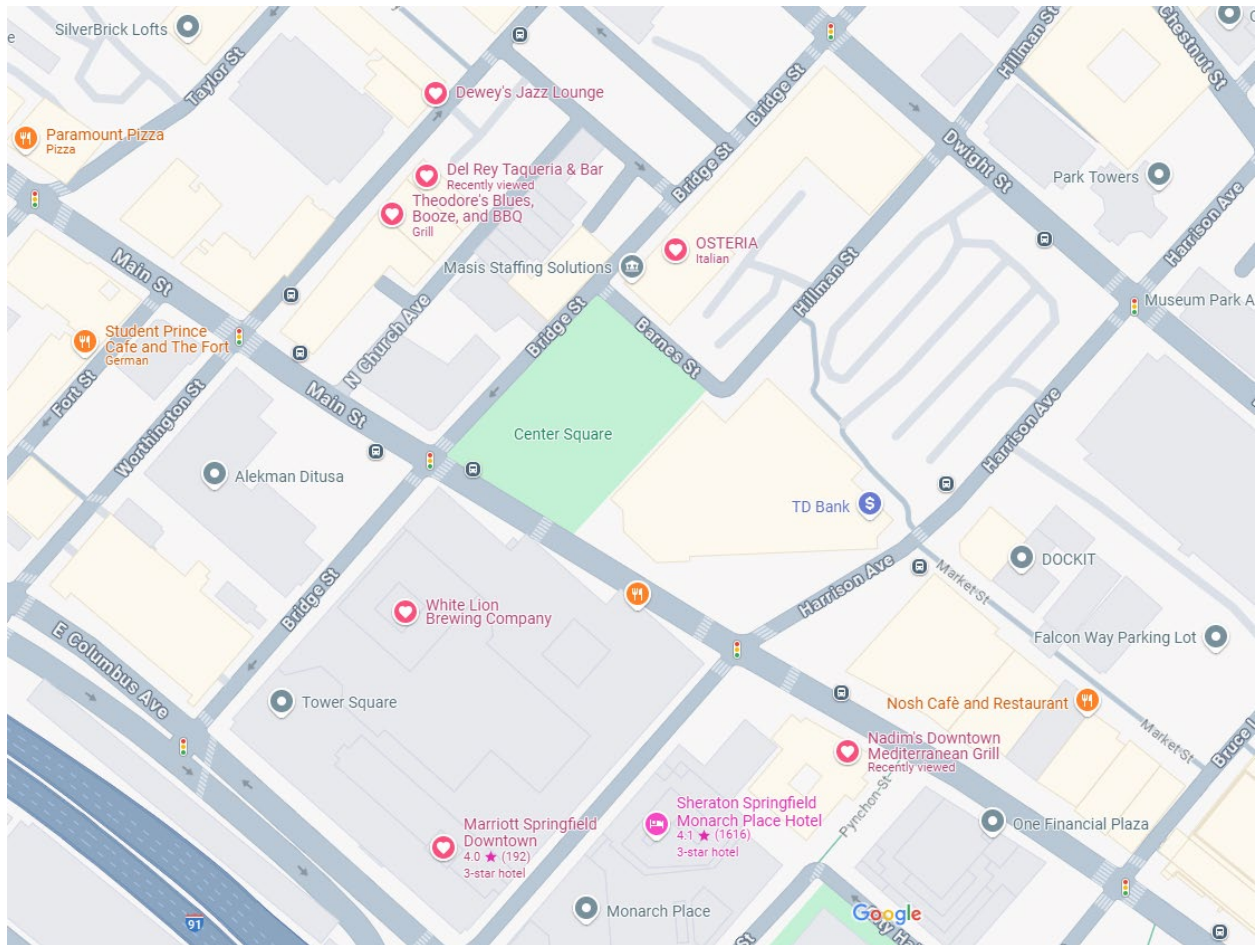 SilverBrick Lofts
e
Taylor St
Dewey's Jazz Lounge
Bridge St
Hillman St
Chestnut St
Paramount Pizza
Pizza
Del Rey Taqueria & Bar
Recently viewed
Theodore's Blues,
Booze, and BBQ
Grill
Bridge St
Dwight St
Park Towers
Harrison Ave
Main St
Masis Staffing Solutions
OSTERIA
Italian
Hillman St
Museum Park A
Student Prince
Cafe and The Fort
German
N Church Ave
Bridge St
Barnes St
Fort St
Worthington St
Main St
Center Square
Harrison Ave
Alekman Ditusa
TD Bank
$
Bridge St
Harrison Ave
Market St
DOCKIT
White Lion
Brewing Company
Falcon Way Parking Lot
E Columbus Ave
Tower Square
Nosh Cafè and Restaurant
Market St
Nadim's Downtown
Mediterranean Grill
Recently viewed
Sheraton Springfield
Monarch Place Hotel
4.1 ★ (1616)
3-star hotel
Pynchon St
One Financial Plaza
Marriott Springfield
Downtown
4.0 ★ (192)
3-star hotel
91
Monarch Place
Google
St